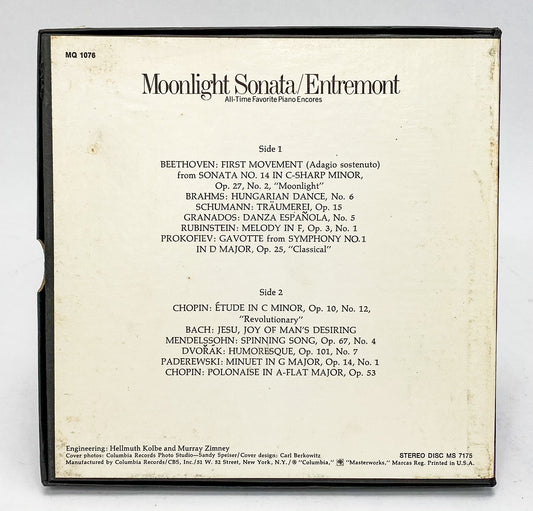 MQ 1076
Moonlight Sonata/Entremont
All-Time Favorite Piano Encores
Side 1
BEETHOVEN: FIRST MOVEMENT (Adagio sostenuto)
from SONATA NO. 14 IN C-SHARP MINOR,
Op. 27, No. 2, "Moonlight"
BRAHMS: HUNGARIAN DANCE, No. 6
SCHUMANN: TRÄUMEREI, Op. 15
GRANADOS: DANZA ESPAÑOLA, No. 5
RUBINSTEIN: MELODY IN F, Op. 3, No. 1
PROKOFIEV: GAVOTTE from SYMPHONY NO. 1
IN D MAJOR, Op. 25, "Classical"
Side 2
CHOPIN: ÉTUDE IN C MINOR, Op. 10, No. 12,
"Revolutionary"
BACH: JESU, JOY OF MAN'S DESIRING
MENDELSSOHN: SPINNING SONG, Op. 67, No. 4
DVOŘÁK: HUMORESQUE, Op. 101, No. 7
PADEREWSKI: MINUET IN G MAJOR, Op. 14, No. 1
CHOPIN: POLONAISE IN A-FLAT MAJOR, Op. 53
Engineering: Hellmuth Kolbe and Murray Zimney
Cover photos: Columbia Records Photo Studio—Sandy Speiser/Cover design: Carl Berkowitz
STEREO DISC MS 7175
Manufactured by Columbia Records/CBS, Inc./51 W. 52 Street, New York, N.Y./® "Columbia," "Masterworks," Marcas Reg. Printed in U.S.A.